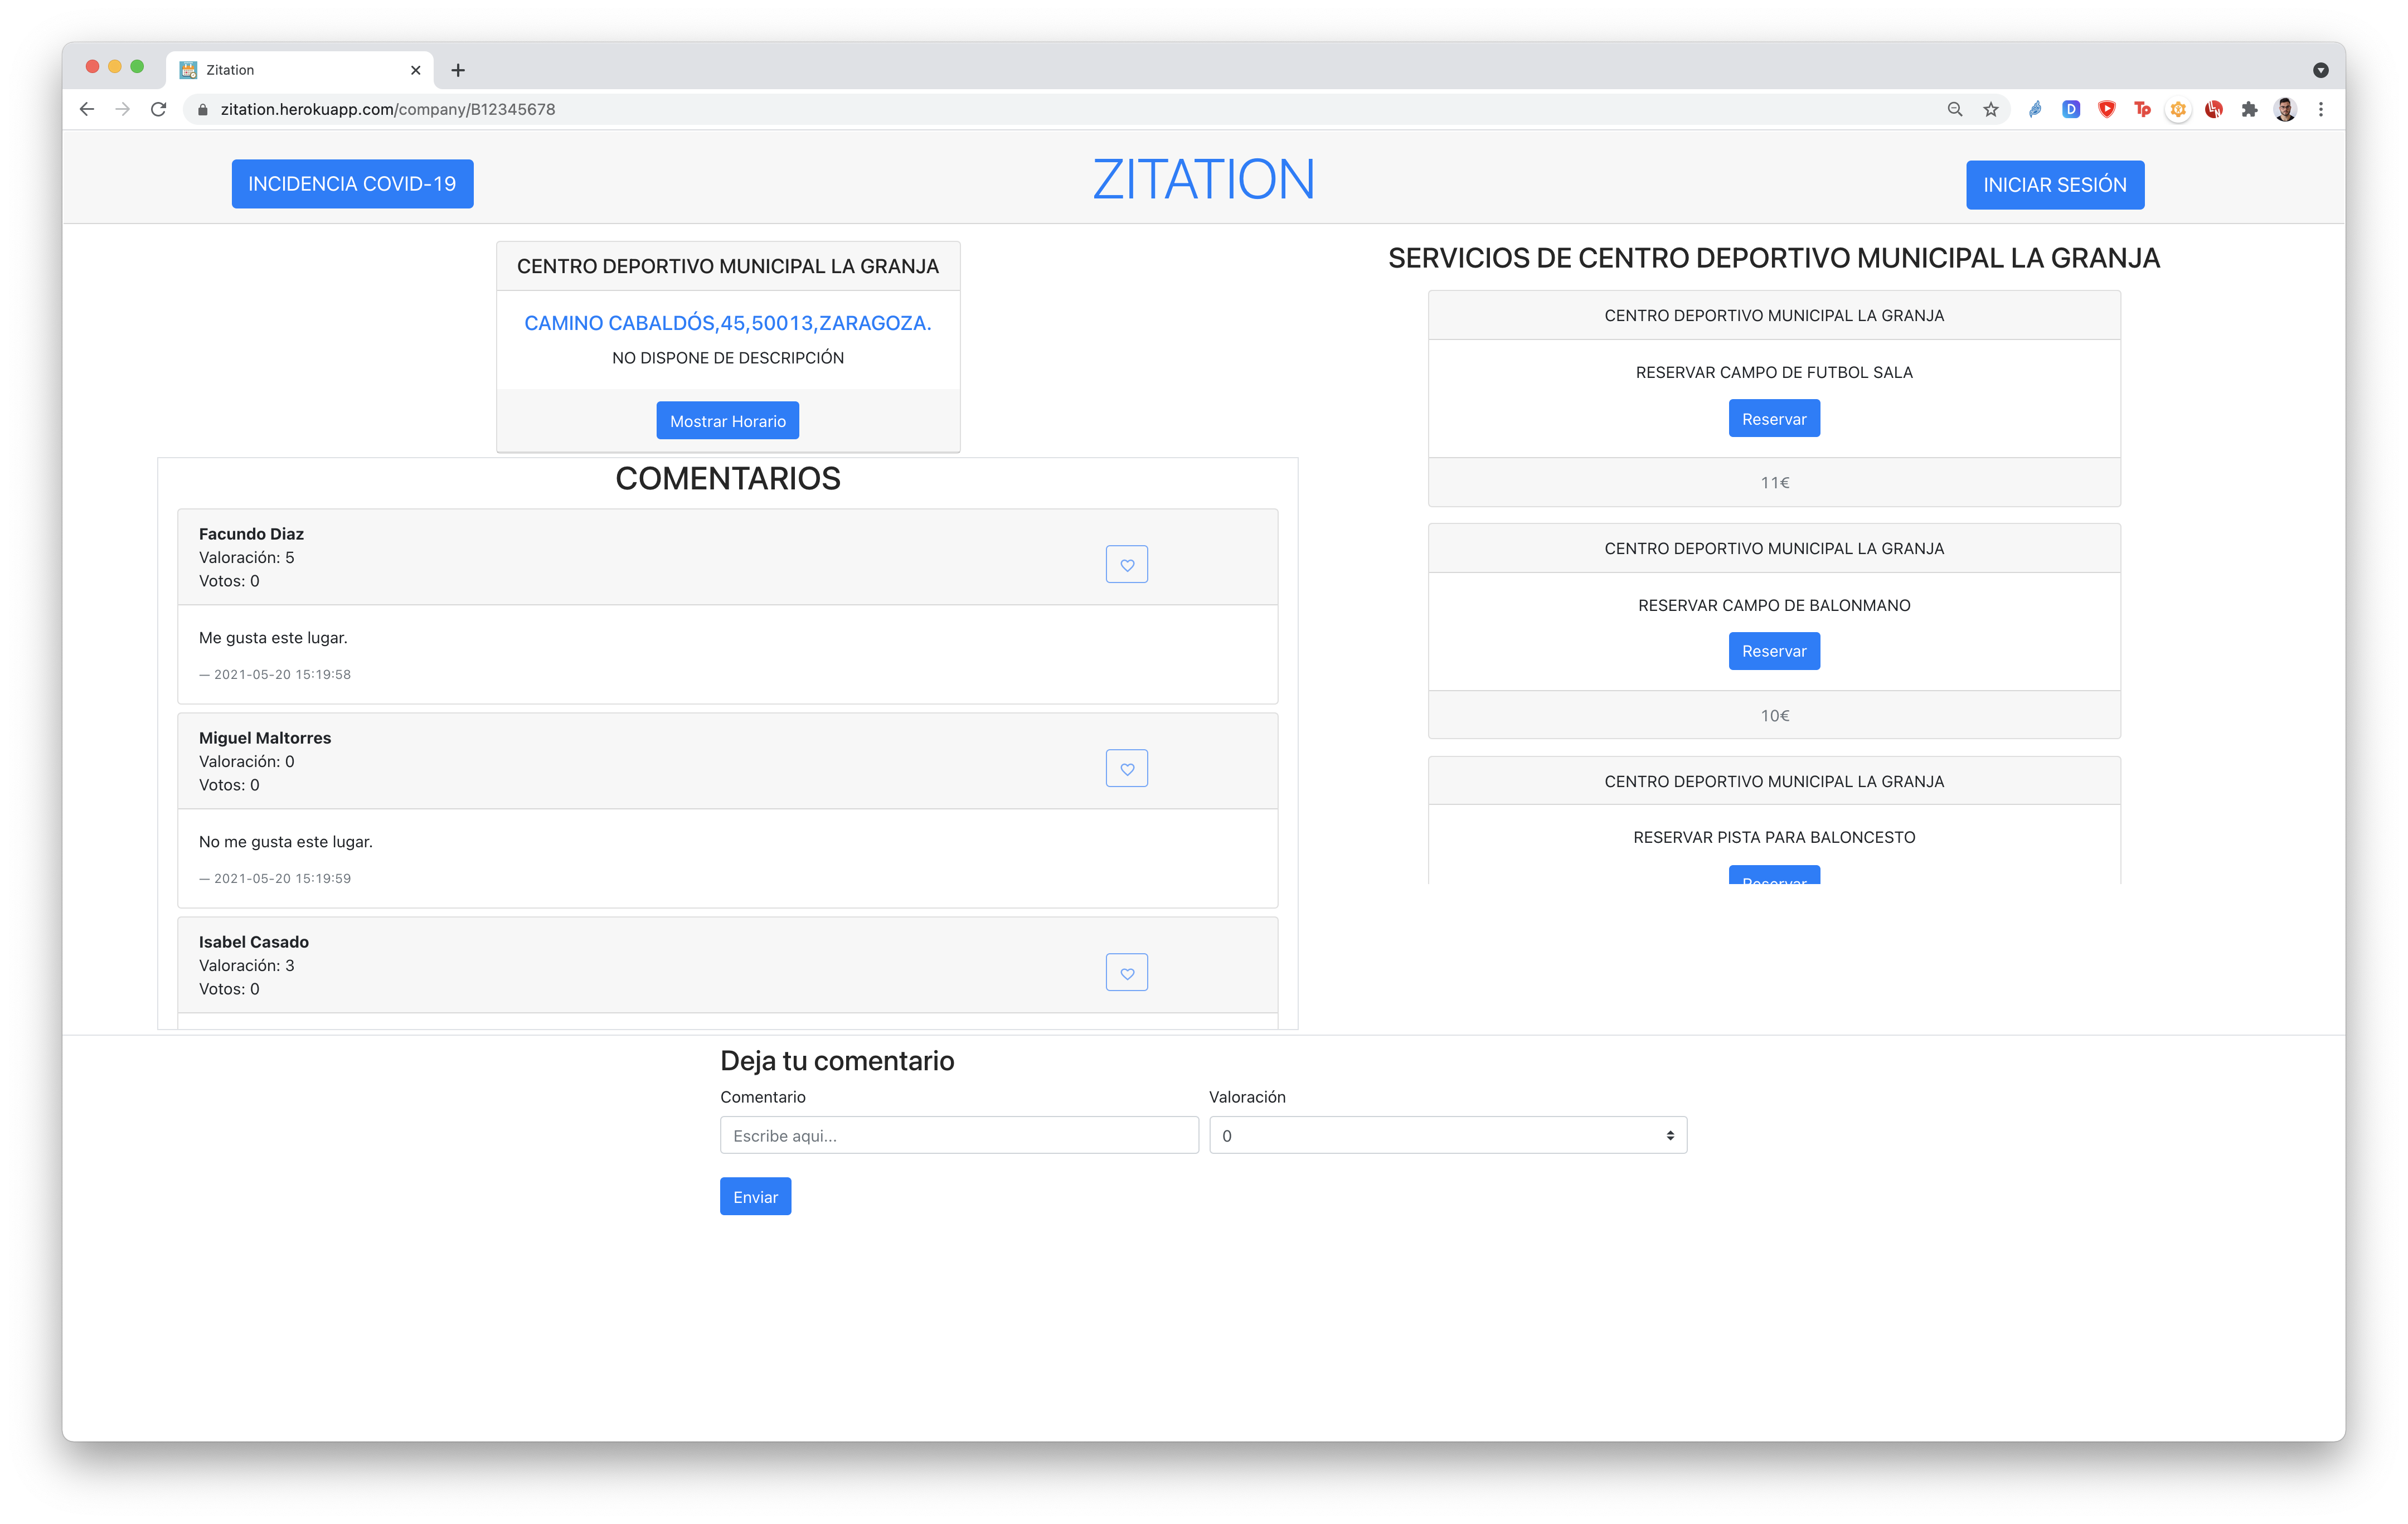 Zitation
zitation.herokuapp.com/company/B12345678
INCIDENCIA COVID-19
ZITATION
INICIAR SESIÓN
CENTRO DEPORTIVO MUNICIPAL LA GRANJA
CAMINO CABALDÓS,45,50013,ZARAGOZA.
NO DISPONE DE DESCRIPCIÓN
Mostrar Horario
COMENTARIOS
Facundo Diaz
Valoración: 5
Votos: 0
Me gusta este lugar.
— 2021-05-20 15:19:58
Miguel Maltorres
Valoración: 0
Votos: 0
No me gusta este lugar.
— 2021-05-20 15:19:59
Isabel Casado
Valoración: 3
Votos: 0
SERVICIOS DE CENTRO DEPORTIVO MUNICIPAL LA GRANJA
CENTRO DEPORTIVO MUNICIPAL LA GRANJA
RESERVAR CAMPO DE FUTBOL SALA
Reservar
11€
CENTRO DEPORTIVO MUNICIPAL LA GRANJA
RESERVAR CAMPO DE BALONMANO
Reservar
10€
CENTRO DEPORTIVO MUNICIPAL LA GRANJA
RESERVAR PISTA PARA BALONCESTO
Reservar
Deja tu comentario
Comentario
Valoración
Escribe aqui...
0
Enviar